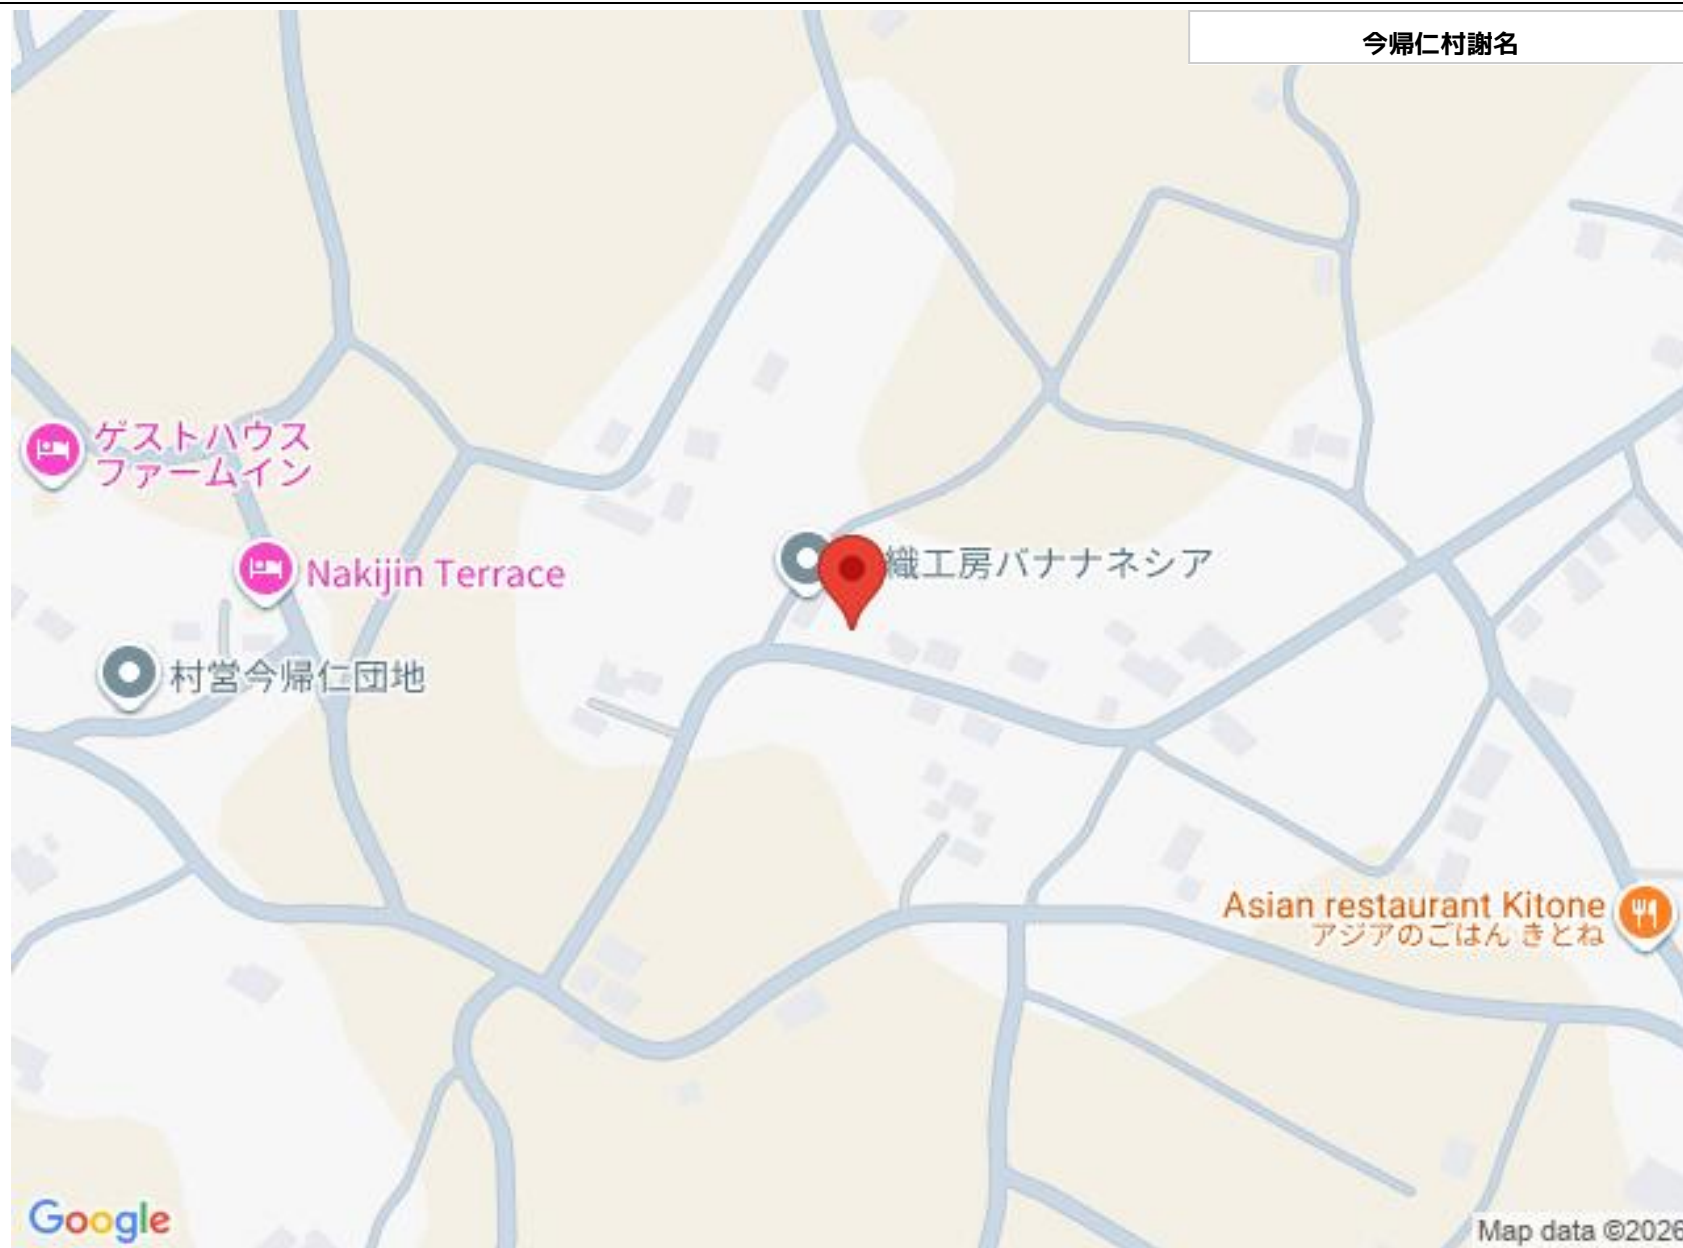 今帰仁村謝名
ゲストハウス
ファームイン
Nakijin Terrace
織工房バナナネシア
村営今帰仁団地
Asian restaurant Kitone
アジアのごはん きとね
Google
Map data ©2026